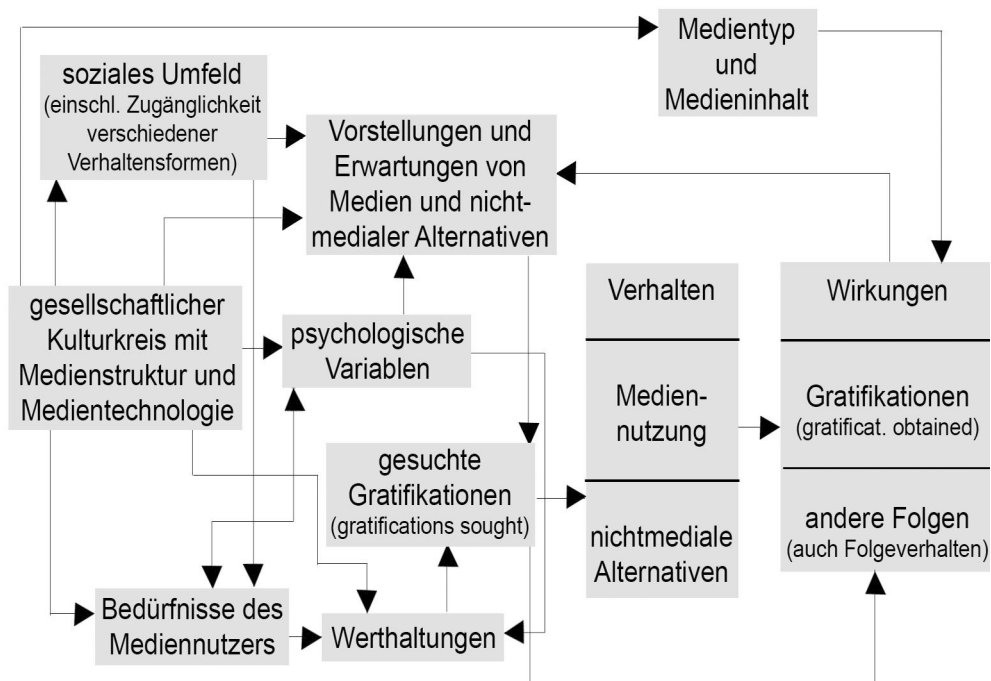 Medientyp
und
Medieninhalt
soziales Umfeld
(einschl. Zugänglichkeit
verschiedener
Verhaltensformen)
Vorstellungen und
Erwartungen von
Medien und nicht-
medialer Alternativen
gesellschaftlicher
Kulturkreis mit
Medienstruktur und
Medientechnologie
psychologische
Variablen
Verhalten
Medien-
nutzung
nichtmediale
Alternativen
Wirkungen
Gratifikationen
(gratificat. obtained)
andere Folgen
(auch Folgeverhalten)
gesuchte
Gratifikationen
(gratifications sought)
Bedürfnisse des
Mediennutzers
Werthaltungen